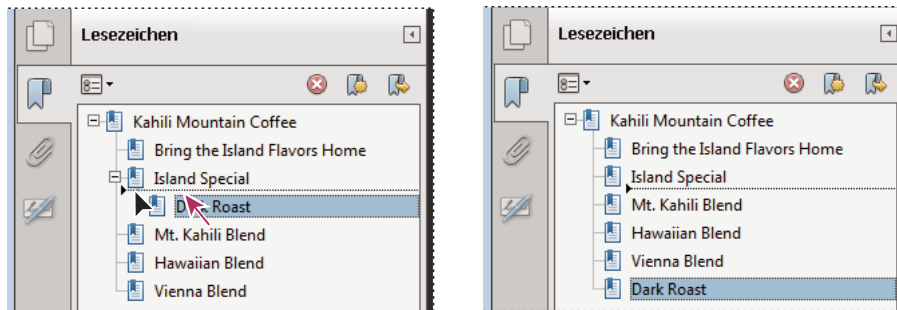 Lesezeichen
Kahili Mountain Coffee
Bring the Island Flavors Home
Island Special
Dark Roast
Mt. Kahili Blend
Hawaiian Blend
Vienna Blend
Lesezeichen
Kahili Mountain Coffee
Bring the Island Flavors Home
Island Special
Mt. Kahili Blend
Hawaiian Blend
Vienna Blend
Dark Roast